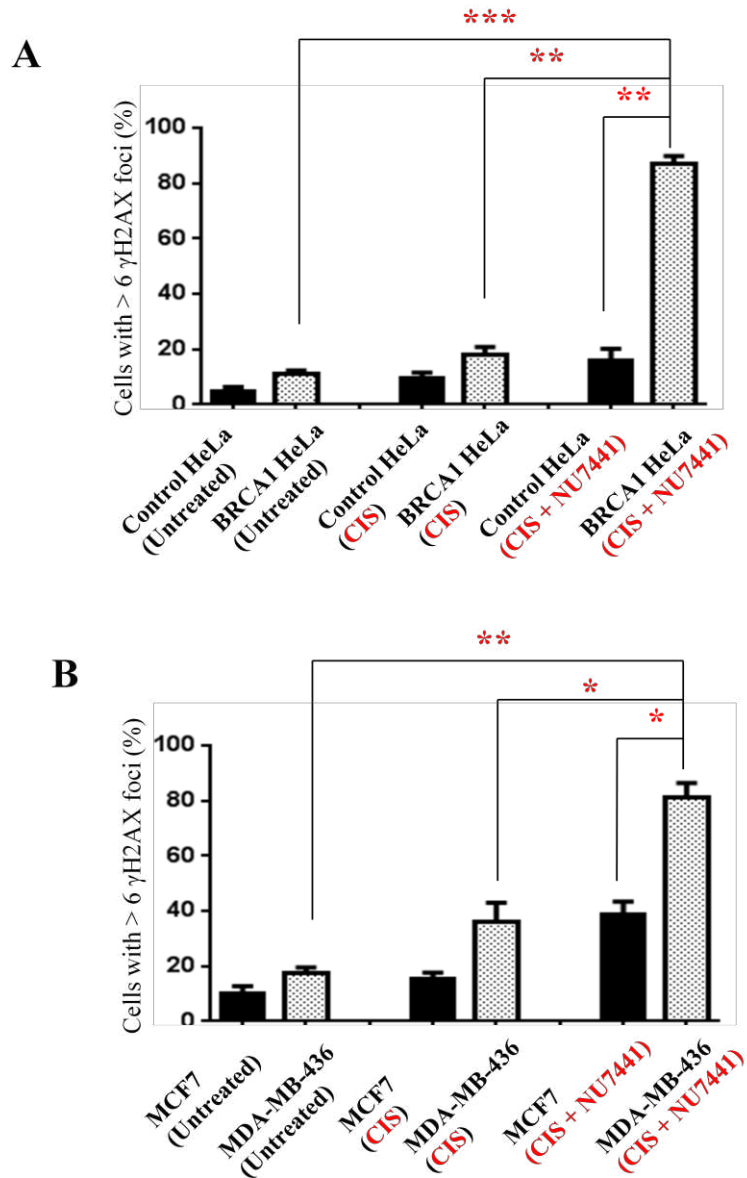 A
***
**
**
Cells with > 6 γH2AX foci (%)
100
80
60
40
20
0
Control HeLa
(Untreated)
BRCA1 HeLa
(Untreated)
Control HeLa
(CIS)
BRCA1 HeLa
(CIS)
Control HeLa
(CIS + NU7441)
BRCA1 HeLa
(CIS + NU7441)
B
**
*
*
Cells with > 6 γH2AX foci (%)
100
80
60
40
20
0
MCF7
(Untreated)
MDA-MB-436
(Untreated)
MCF7
(CIS)
MDA-MB-436
(CIS)
MCF7
(CIS + NU7441)
MDA-MB-436
(CIS + NU7441)